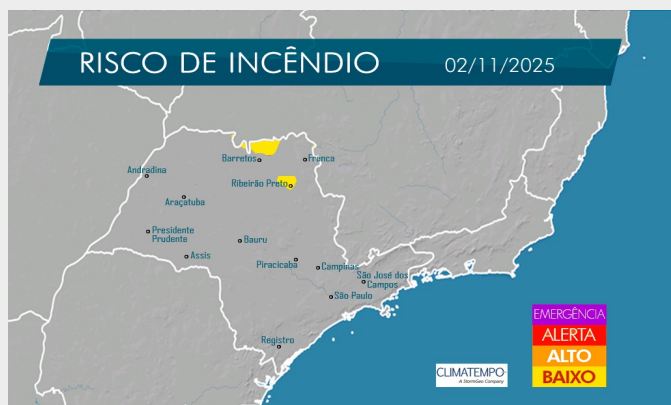 RISCO DE INCÊNDIO 02/11/2025
Barretos
Franca
Andradina
Ribeirão Preto
Araçatuba
Presidente
Prudente
Bauru
Assis
Piracicaba
Campinas
São José dos
Campos
São Paulo
Registro
EMERGÊNCIA
ALERTA
ALTO
BAIXO
CLIMATEMPO
A StormGeo Company